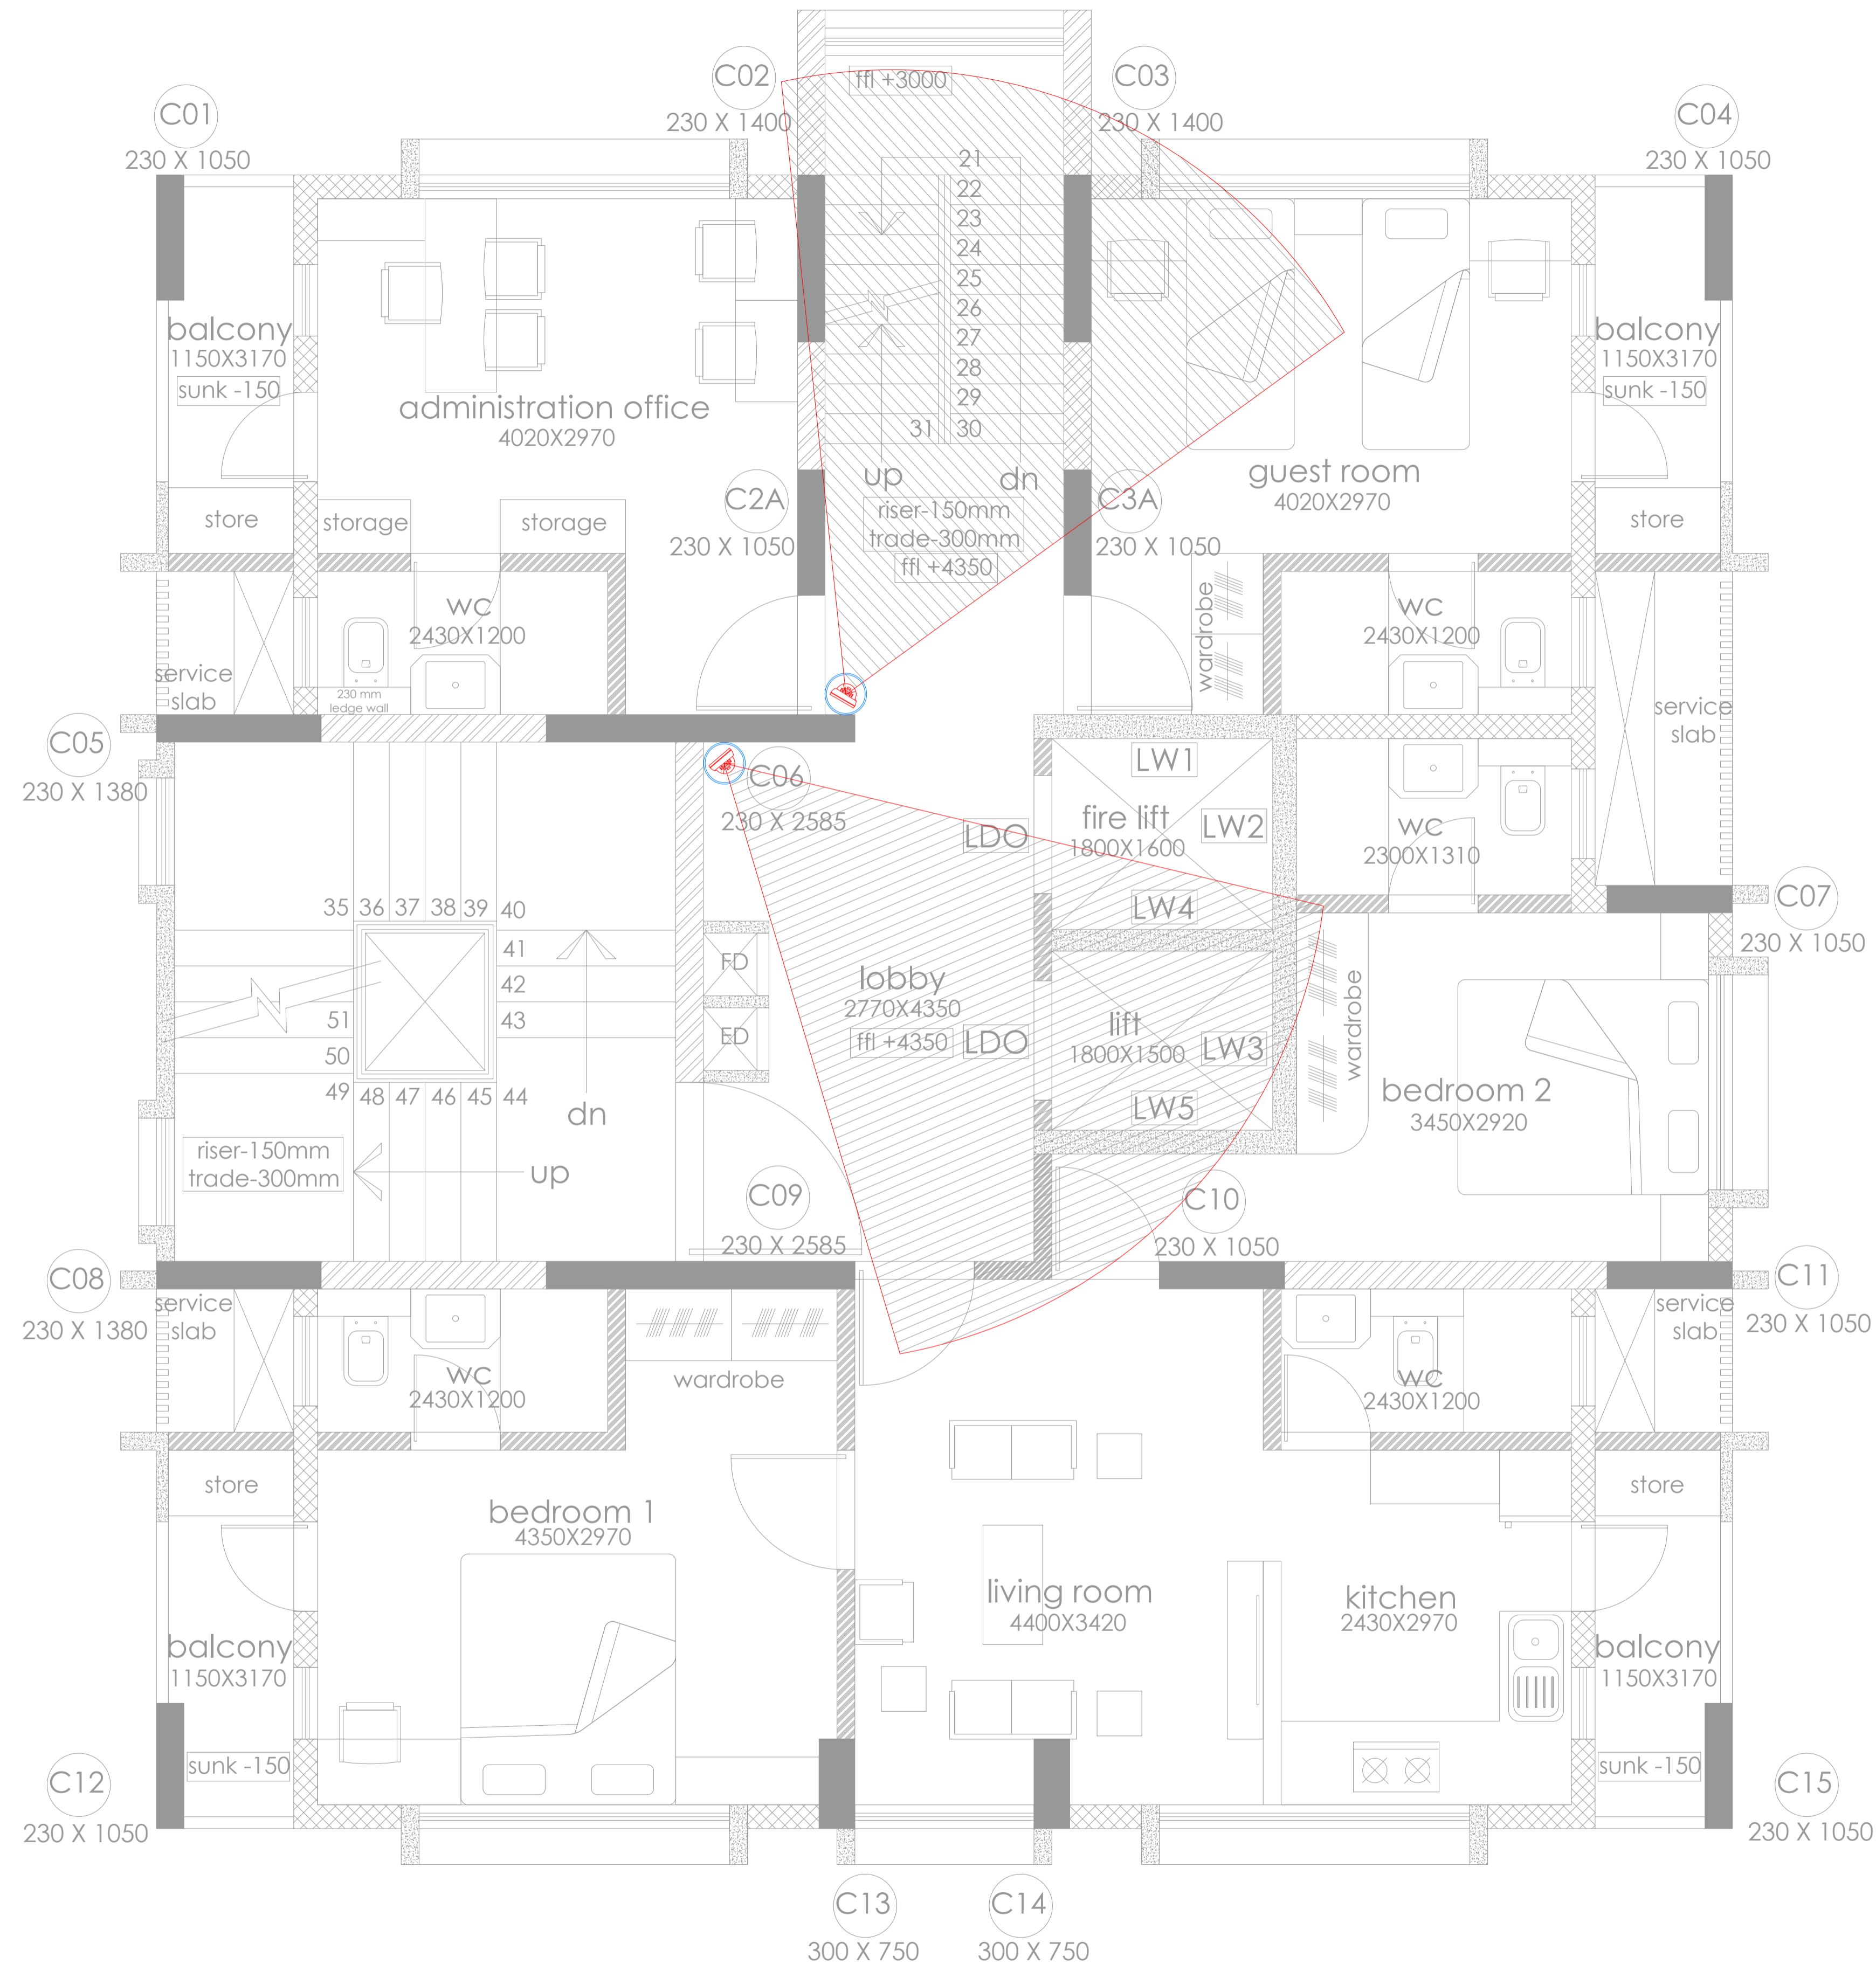 C01
230 X 1050
C02
230 X 1400
ffl +3000
C03
230 X 1400
C04
230 X 1050
21
22
23
24
25
26
27
28
29
31 30
up dn
riser-150mm
trade-300mm
ffl +4350
balcony
1150X3170
sunk -150
administration office
4020X2970
guest room
4020X2970
balcony
1150X3170
sunk -150
store
storage
storage
C2A
230 X 1050
C3A
230 X 1050
store
wc
2430X1200
230 mm
ledge wall
service
slab
wardrobe
wc
2430X1200
service
slab
C05
230 X 1380
C06
230 X 2585
LW1
fire lift
1800X1600
LW2
LDO
LW4
wc
2300X1310
C07
230 X 1050
35 36 37 38 39 40
41
42
43
51
50
49 48 47 46 45 44
dn
up
riser-150mm
trade-300mm
FD
ED
lobby
2770X4350
ffl +4350
LDO
lift
1800X1500
LW3
LW5
wardrobe
bedroom 2
3450X2920
C09
230 X 2585
C10
230 X 1050
C08
230 X 1380
C11
230 X 1050
service
slab
wc
2430X1200
wardrobe
wc
2430X1200
service
slab
store
bedroom 1
4350X2970
store
living room
4400X3420
kitchen
2430X2970
balcony
1150X3170
sunk -150
balcony
1150X3170
sunk -150
C12
230 X 1050
C15
230 X 1050
C13
300 X 750
C14
300 X 750